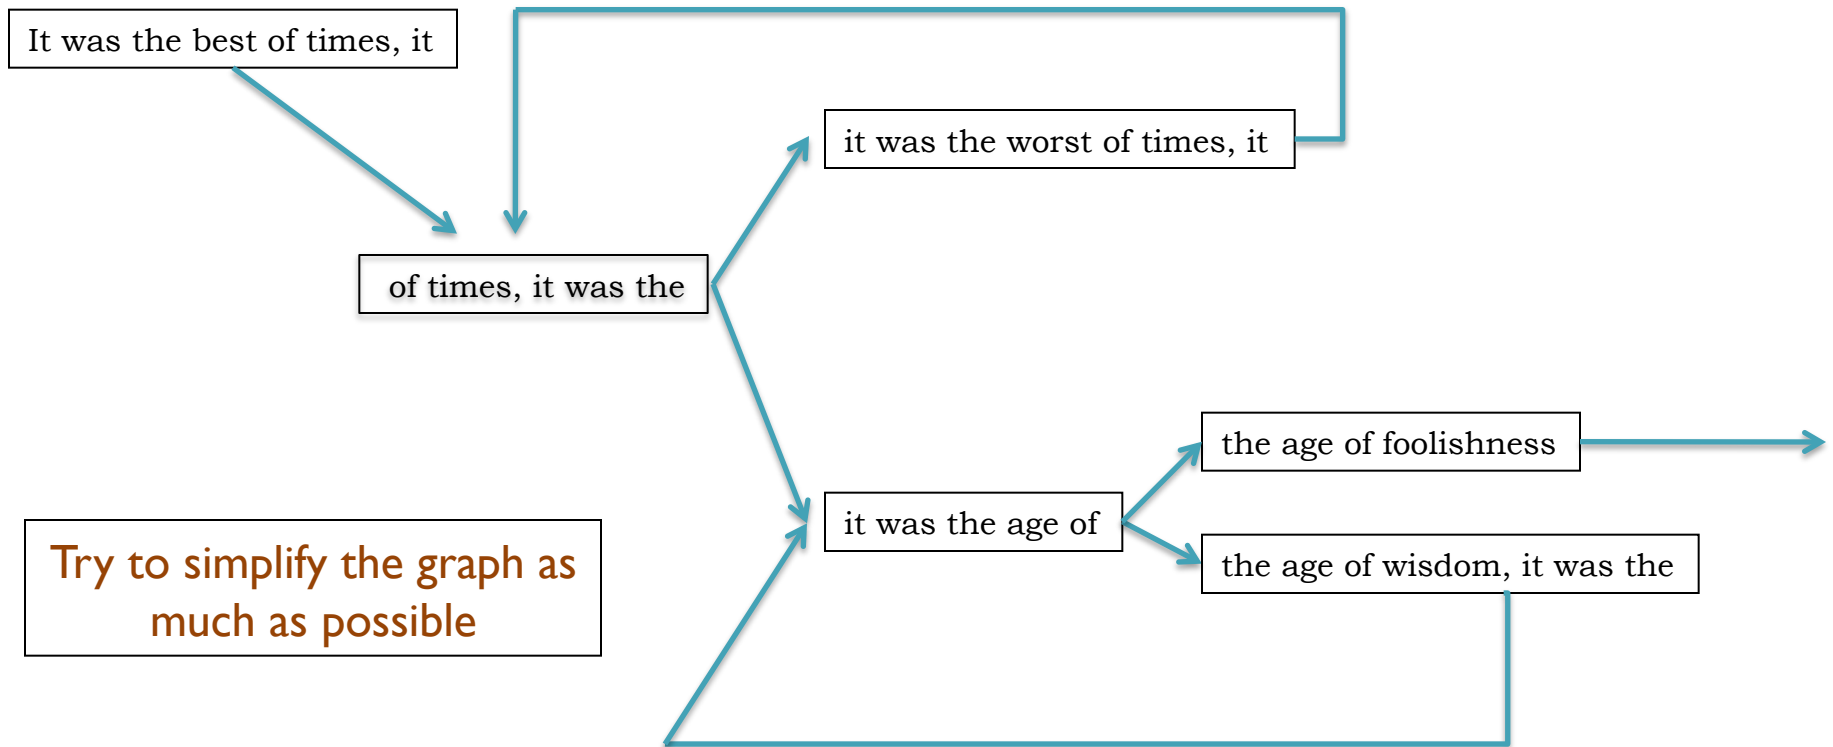 It was the best of times, it
it was the worst of times, it
of times, it was the
the age of foolishness
it was the age of
the age of wisdom, it was the
Try to simplify the graph as
much as possible